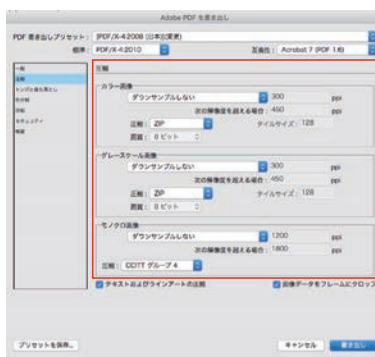 Adobe PDF を書き出し
PDF 書き出しプリセット： [PDF/X-4:2008 (日本)](変更)
標準： PDF/X-4:2010 互換性： Acrobat 7 (PDF 1.6)
一般
圧縮
圧縮
トンボと裁ち落とし
色分解
詳細
セキュリティ
概要
カラー画像
ダウンサンプルしない 300 ppi
次の解像度を超える場合： 450 ppi
圧縮： ZIP タイルサイズ： 128
画質： 8 ビット
グレースケール画像
ダウンサンプルしない 300 ppi
次の解像度を超える場合： 450 ppi
圧縮： ZIP タイルサイズ： 128
画質： 8 ビット
モノクロ画像
ダウンサンプルしない 1200 ppi
次の解像度を超える場合： 1800 ppi
圧縮： CCITT グループ 4
テキストおよびラインアートの圧縮 画像データをフレームにクロップ
プリセットを保存... キャンセル 書き出し